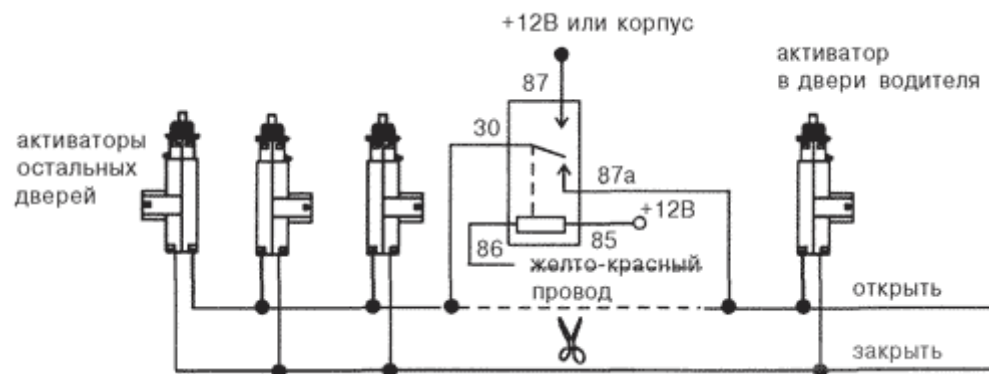 +12В или корпус
активатор
в двери водителя
87
30
активаторы
остальных
дверей
87а
+12В
86
85
желто-красный
провод
открыть
закрыть